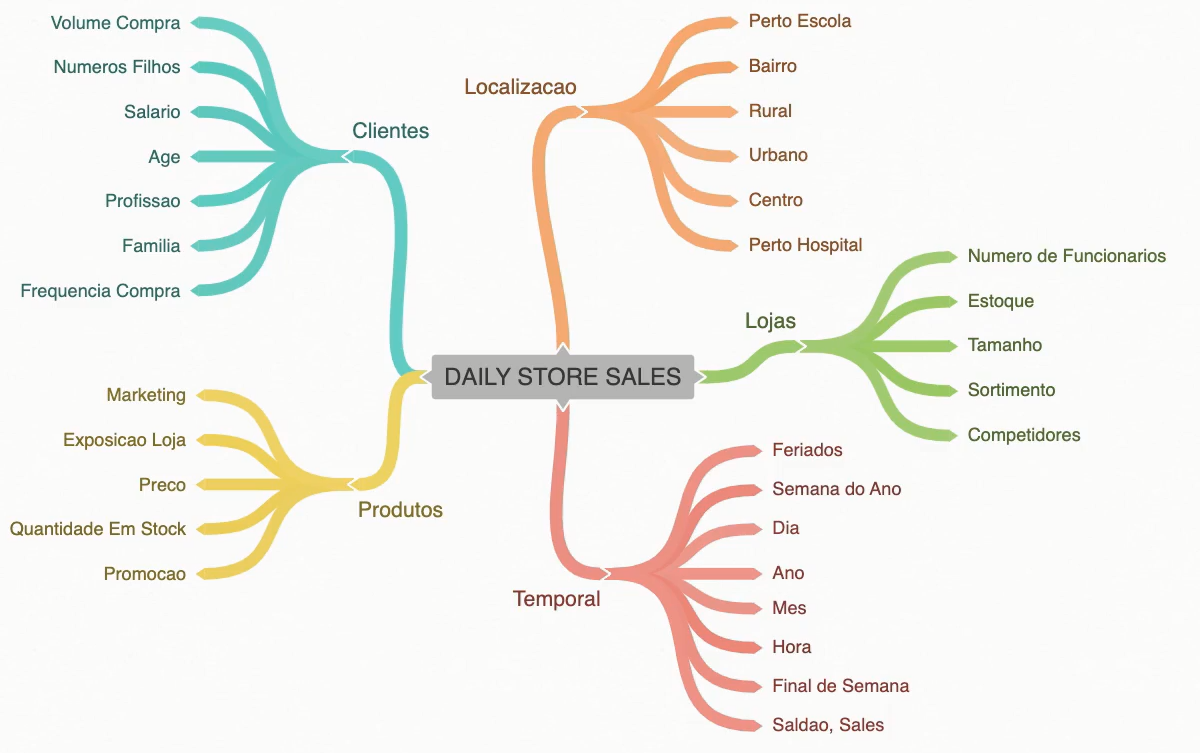 DAILY STORE SALES
Clientes
Volume Compra
Numeros Filhos
Salario
Age
Profissao
Familia
Frequencia Compra
Produtos
Marketing
Exposicao Loja
Preco
Quantidade Em Stock
Promocao
Localizacao
Perto Escola
Bairro
Rural
Urbano
Centro
Perto Hospital
Lojas
Numero de Funcionarios
Estoque
Tamanho
Sortimento
Competidores
Temporal
Feriados
Semana do Ano
Dia
Ano
Mes
Hora
Final de Semana
Saldao, Sales